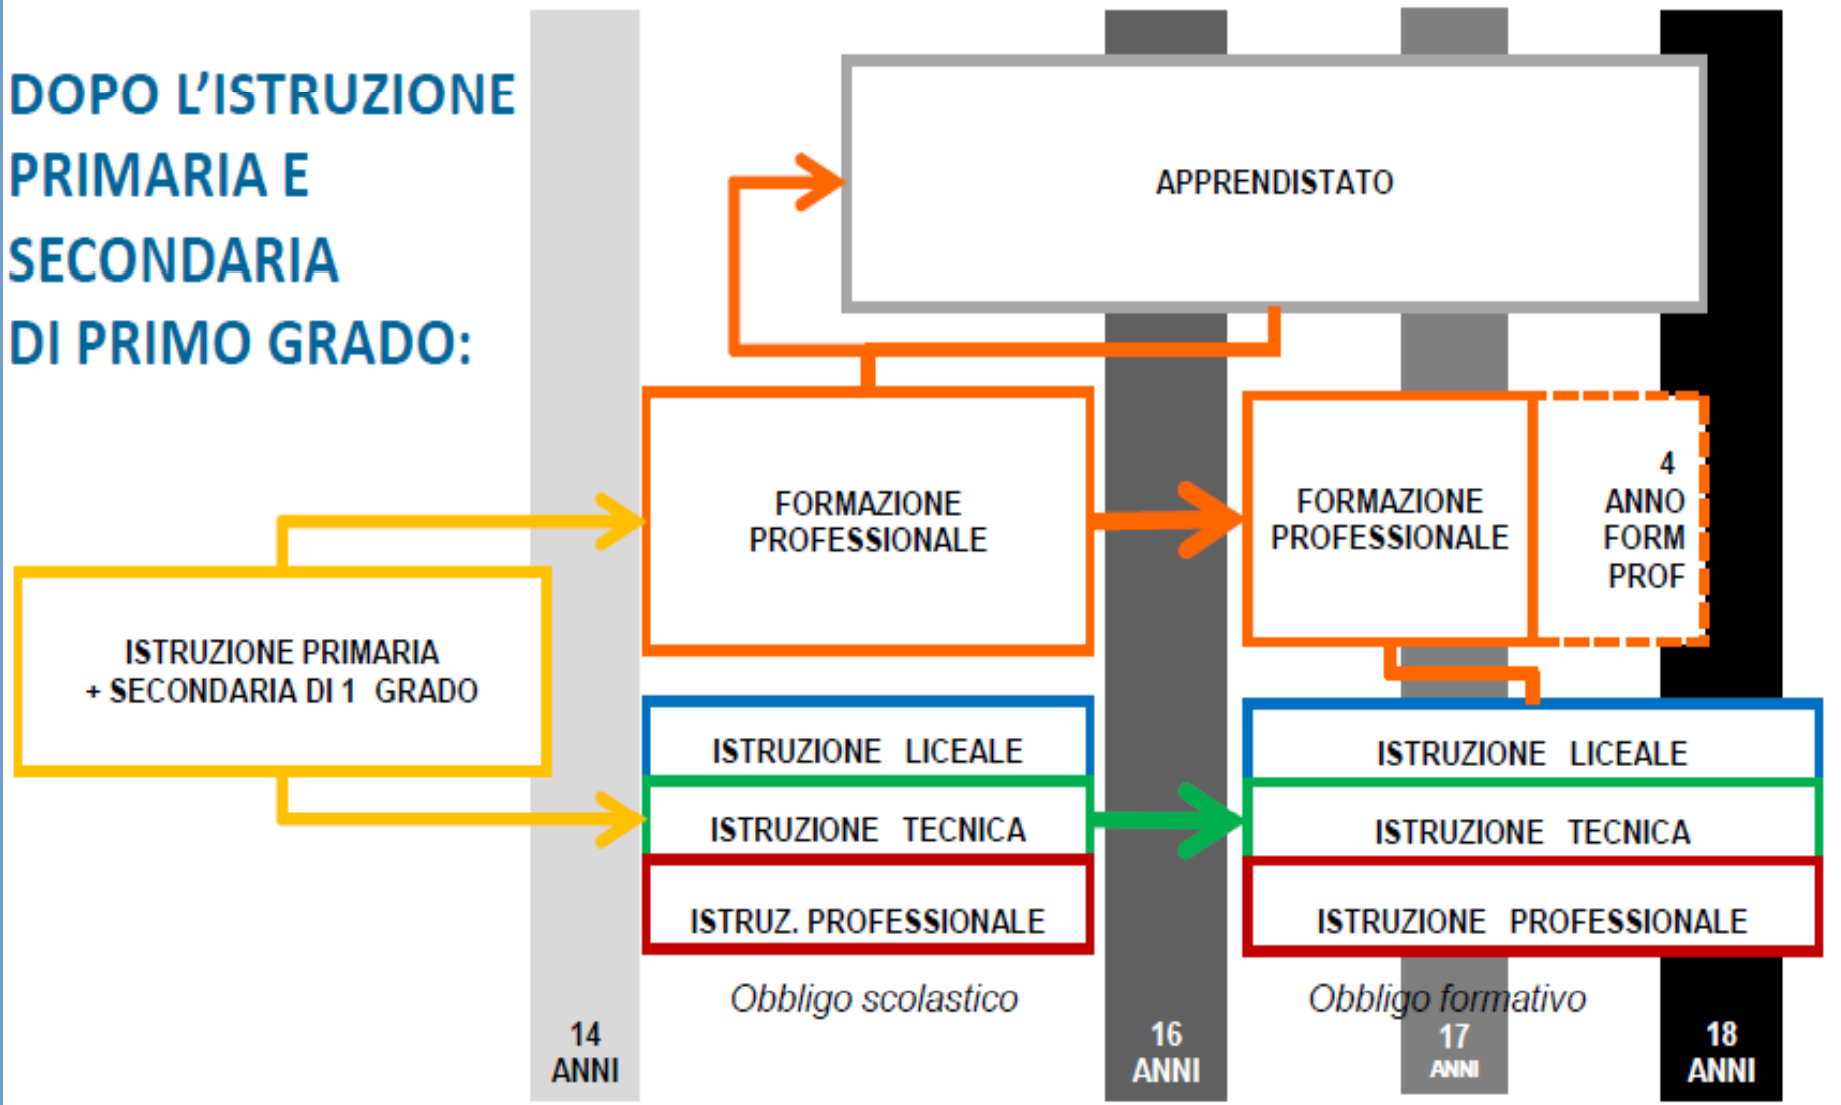 DOPO L'ISTRUZIONE
PRIMARIA E
SECONDARIA
DI PRIMO GRADO:
APPRENDISTATO
FORMAZIONE
PROFESSIONALE
FORMAZIONE
PROFESSIONALE
4
ANNO
FORM
PROF
ISTRUZIONE PRIMARIA
+ SECONDARIA DI 1 GRADO
ISTRUZIONE LICEALE
ISTRUZIONE TECNICA
ISTRUZ. PROFESSIONALE
ISTRUZIONE LICEALE
ISTRUZIONE TECNICA
ISTRUZIONE PROFESSIONALE
Obbligo scolastico
Obbligo formativo
14
ANNI
16
ANNI
17
ANNI
18
ANNI